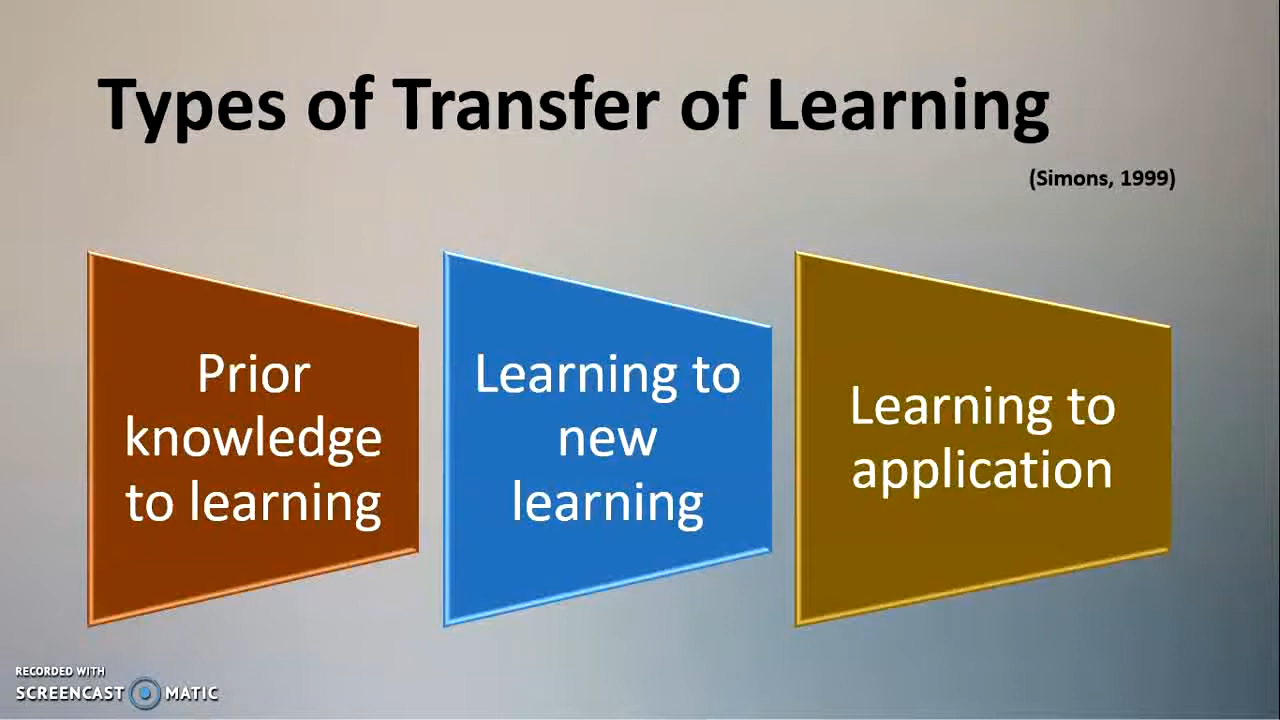 Types of Transfer of Learning
(Simons, 1999)
Prior
knowledge
to learning
Learning to
new
learning
Learning to
application
RECORDED WITH
SCREENCAST MATIC